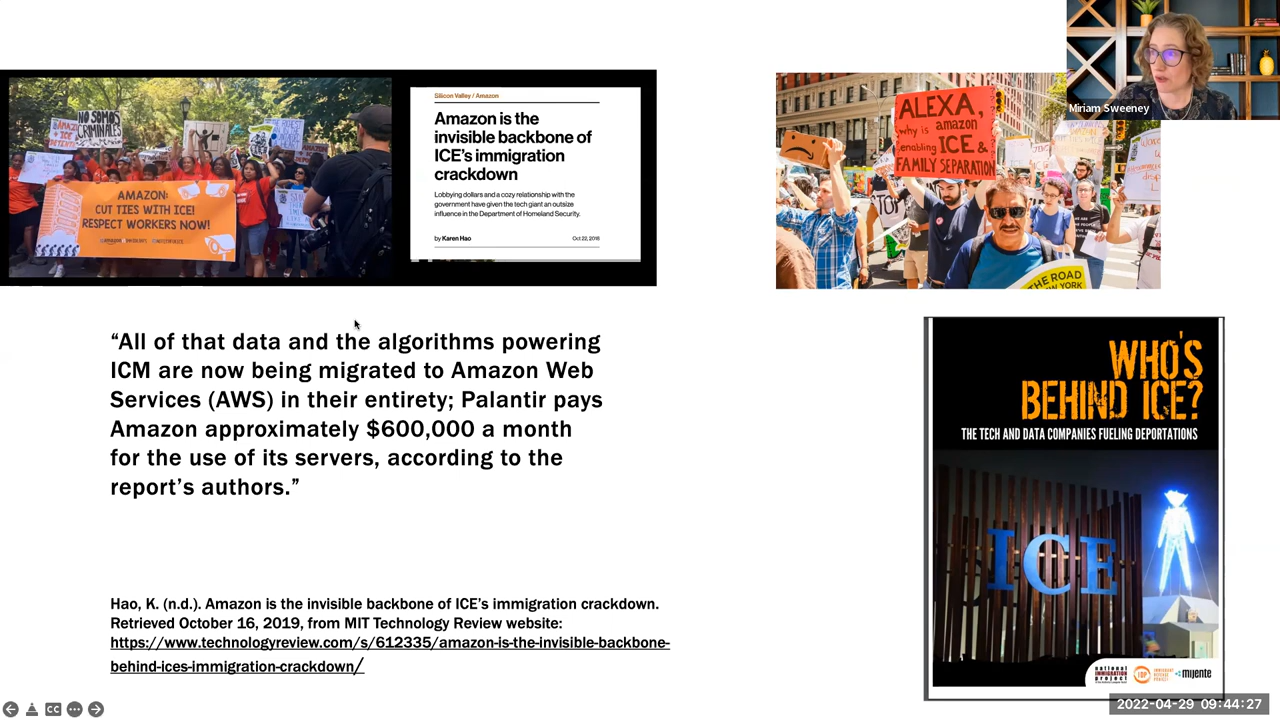 NO SOMOS
CRIMINALES
AMAZON:
CUT TIES WITH ICE!
RESPECT WORKERS NOW!
Silicon Valley / Amazon
Amazon is the
invisible backbone of
ICE’s immigration
crackdown
Lobbying dollars and a cozy relationship with the
government have given the tech giant an outsize
influence in the Department of Homeland Security.
by Karen Hao Oct 22, 2018
ALEXA,
why is amazon
enabling ICE &
FAMILY SEPARATION
THE ROAD
Miriam Sweeney
“All of that data and the algorithms powering
ICM are now being migrated to Amazon Web
Services (AWS) in their entirety; Palantir pays
Amazon approximately $600,000 a month
for the use of its servers, according to the
report’s authors.”
Hao, K. (n.d.). Amazon is the invisible backbone of ICE’s immigration crackdown.
Retrieved October 16, 2019, from MIT Technology Review website:
https://www.technologyreview.com/s/612335/amazon-is-the-invisible-backbone-
behind-ices-immigration-crackdown/
WHO'S
BEHIND ICE?
THE TECH AND DATA COMPANIES FUELING DEPORTATIONS
ICE
national
IMMIGRATION
project
IDP
mijente
CC
2022-04-29 09:44:27